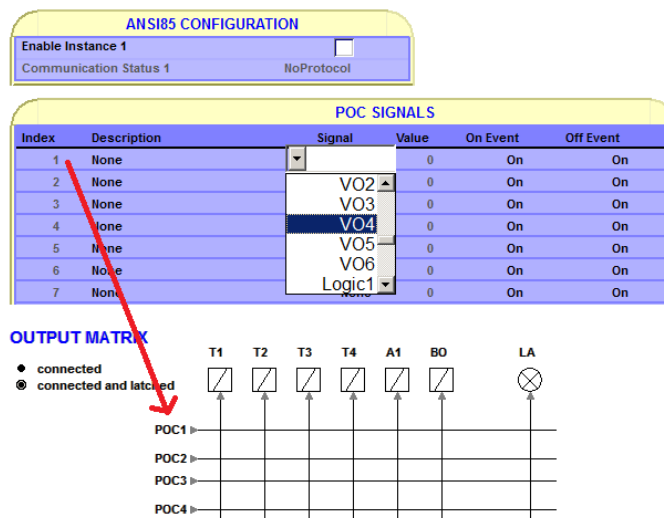 ANSI85 CONFIGURATION
Enable Instance 1
Communication Status 1 NoProtocol
POC SIGNALS
Index Description Signal Value On Event Off Event
1 None 0 On On
2 None VO2 0 On On
3 None VO3 0 On On
4 None VO4 0 On On
5 None VO5 0 On On
6 None VO6 0 On On
7 None Logic1 0 On On
OUTPUT MATRIX
connected
connected and latched
T1 T2 T3 T4 A1 BO LA
POC1
POC2
POC3
POC4